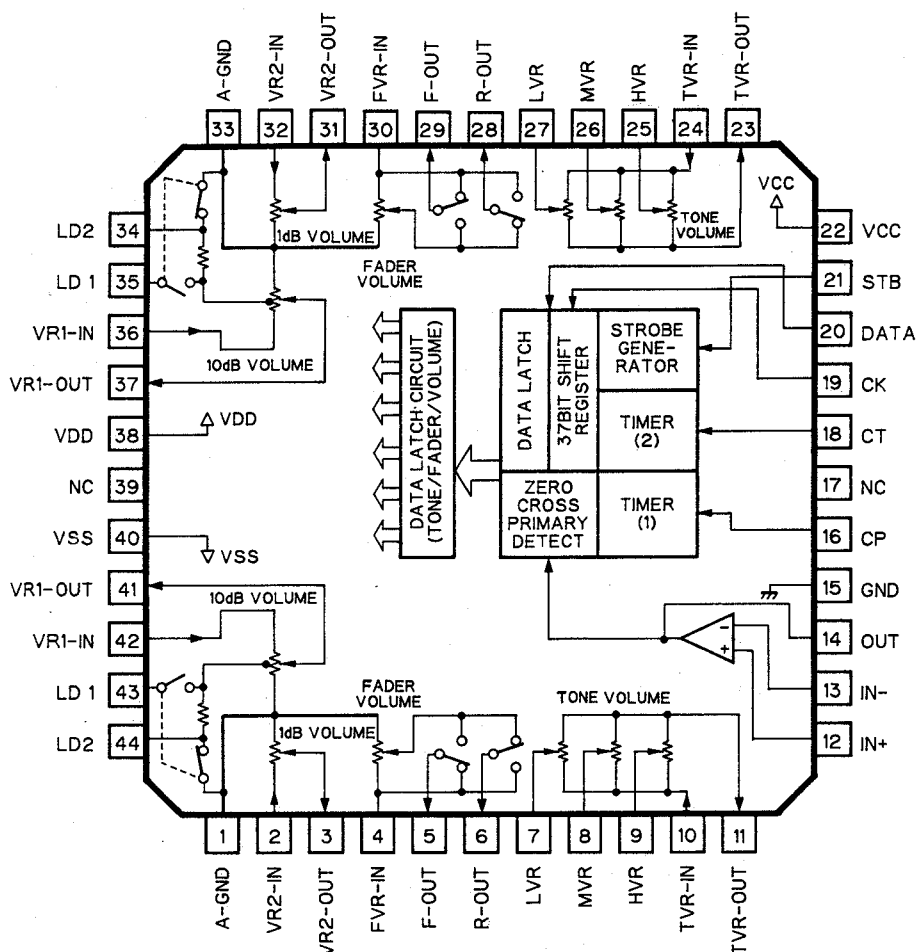 A-GND
VR2-IN
VR2-OUT
FVR-IN
F-OUT
R-OUT
LVR
MVR
HVR
TVR-IN
TVR-OUT
33
32
31
30
29
28
27
26
25
24
23
LD2
34
LD 1
35
VR1-IN
36
VR1-OUT
37
VDD
38
NC
39
VSS
40
VR1-OUT
41
VR1-IN
42
LD 1
43
LD2
44
1dB VOLUME
FADER
VOLUME
TONE
VOLUME
VCC
10dB VOLUME
VDD
VSS
DATA LATCH CIRCUIT
(TONE/FADER/VOLUME)
DATA LATCH
37BIT SHIFT
REGISTER
STROBE
GENE-
RATOR
TIMER
(2)
ZERO
CROSS
PRIMARY
DETECT
TIMER
(1)
22
VCC
21
STB
20
DATA
19
CK
18
CT
17
NC
16
CP
15
GND
14
OUT
13
IN-
12
IN+
-
+
10dB VOLUME
1dB VOLUME
FADER
VOLUME
TONE VOLUME
1
2
3
4
5
6
7
8
9
10
11
A-GND
VR2-IN
VR2-OUT
FVR-IN
F-OUT
R-OUT
LVR
MVR
HVR
TVR-IN
TVR-OUT